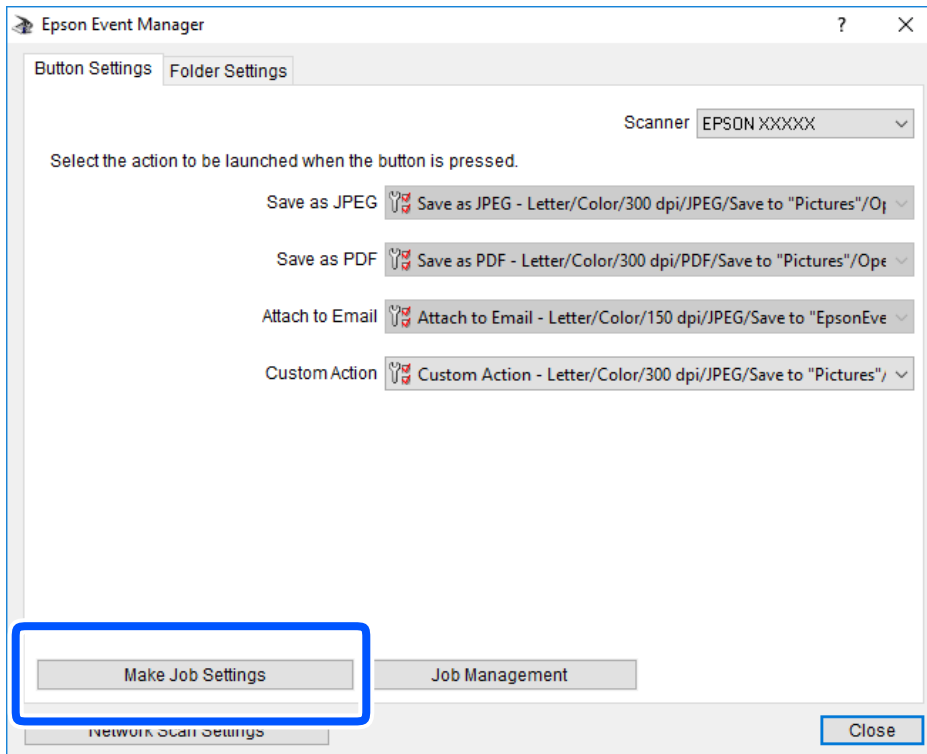 Epson Event Manager
Button Settings
Folder Settings
Scanner EPSON XXXXX
Select the action to be launched when the button is pressed.
Save as JPEG Save as JPEG - Letter/Color/300 dpi/JPEG/Save to "Pictures"/Op
Save as PDF Save as PDF - Letter/Color/300 dpi/PDF/Save to "Pictures"/Ope
Attach to Email Attach to Email - Letter/Color/150 dpi/JPEG/Save to "EpsonEve
Custom Action Custom Action - Letter/Color/300 dpi/JPEG/Save to "Pictures"/
Make Job Settings
Job Management
Network Scan Settings
Close